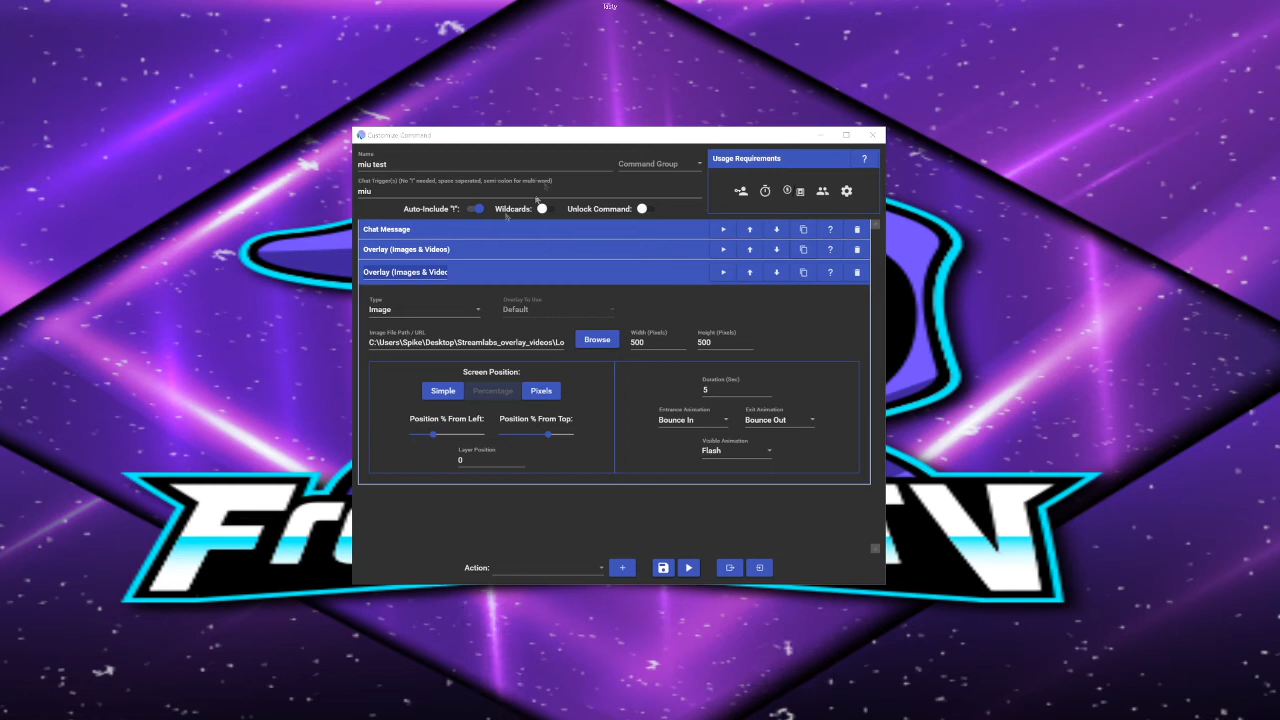 Customize Command
Name
miu test
Command Group
Usage Requirements
?
Chat Trigger(s) (No "!" needed, space separated, semi-colon for multi-word)
miu
Auto-Include "!":
Wildcards:
Unlock Command:
Chat Message
?
Overlay (Images & Videos)
?
Overlay (Images & Videc
?
Type
Image
Overlay To Use
Default
Image File Path / URL
C:\Users\Spike\Desktop\Streamlabs_overlay_videos\Lo
Browse
Width (Pixels)
500
Height (Pixels)
500
Screen Position:
Simple
Percentage
Pixels
Position % From Left:
Position % From Top:
Layer Position
0
Duration (Sec)
5
Entrance Animation
Bounce In
Exit Animation
Bounce Out
Visible Animation
Flash
Action:
+